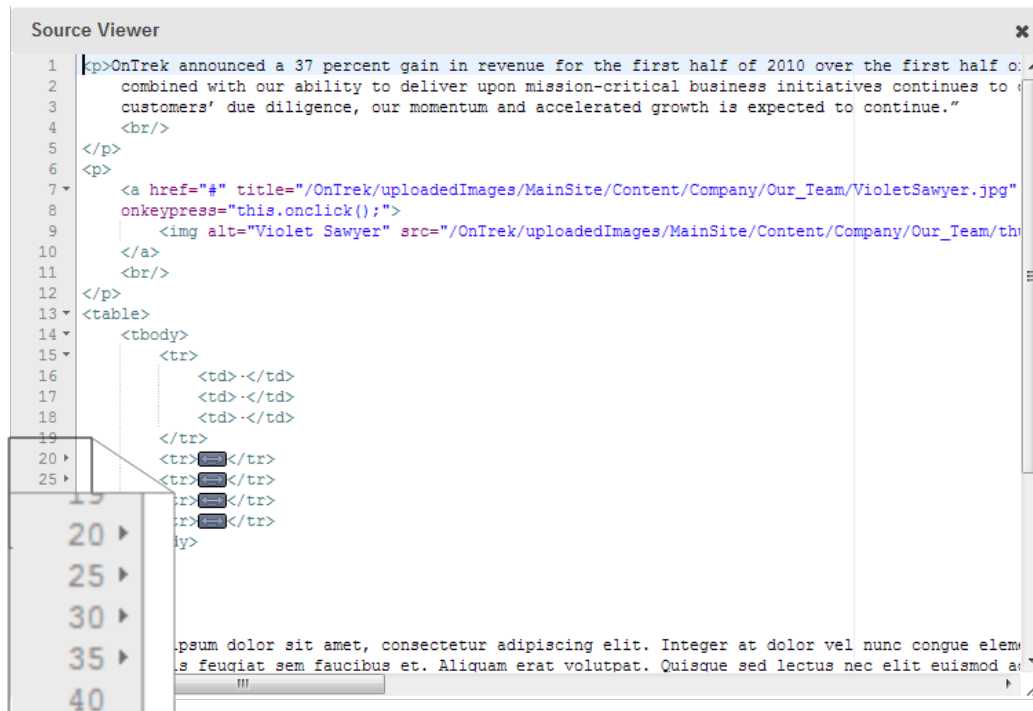 Source Viewer
1 <p>OnTrek announced a 37 percent gain in revenue for the first half of 2010 over the first half
2 combined with our ability to deliver upon mission-critical business initiatives continues to
3 customers’ due diligence, our momentum and accelerated growth is expected to continue.”
4 <br/>
5 </p>
6 <p>
7 <a href="#" title="/OnTrek/uploadedImages/MainSite/Content/Company/Our_Team/VioletSawyer.jpg"
8 onkeypress="this.onclick();">
9 <img alt="Violet Sawyer" src="/OnTrek/uploadedImages/MainSite/Content/Company/Our_Team/thu
10 </a>
11 <br/>
12 </p>
13 <table>
14 <tbody>
15 <tr>
16 <td>·</td>
17 <td>·</td>
18 <td>·</td>
19 </tr>
20 <tr></tr>
25 <tr></tr>
tr></tr>
tr></tr>
dy>
19
20
25
30
35
40
psum dolor sit amet, consectetur adipiscing elit. Integer at dolor vel nunc congue elem
is feugiat sem faucibus et. Aliquam erat volutpat. Quisque sed lectus nec elit euismod